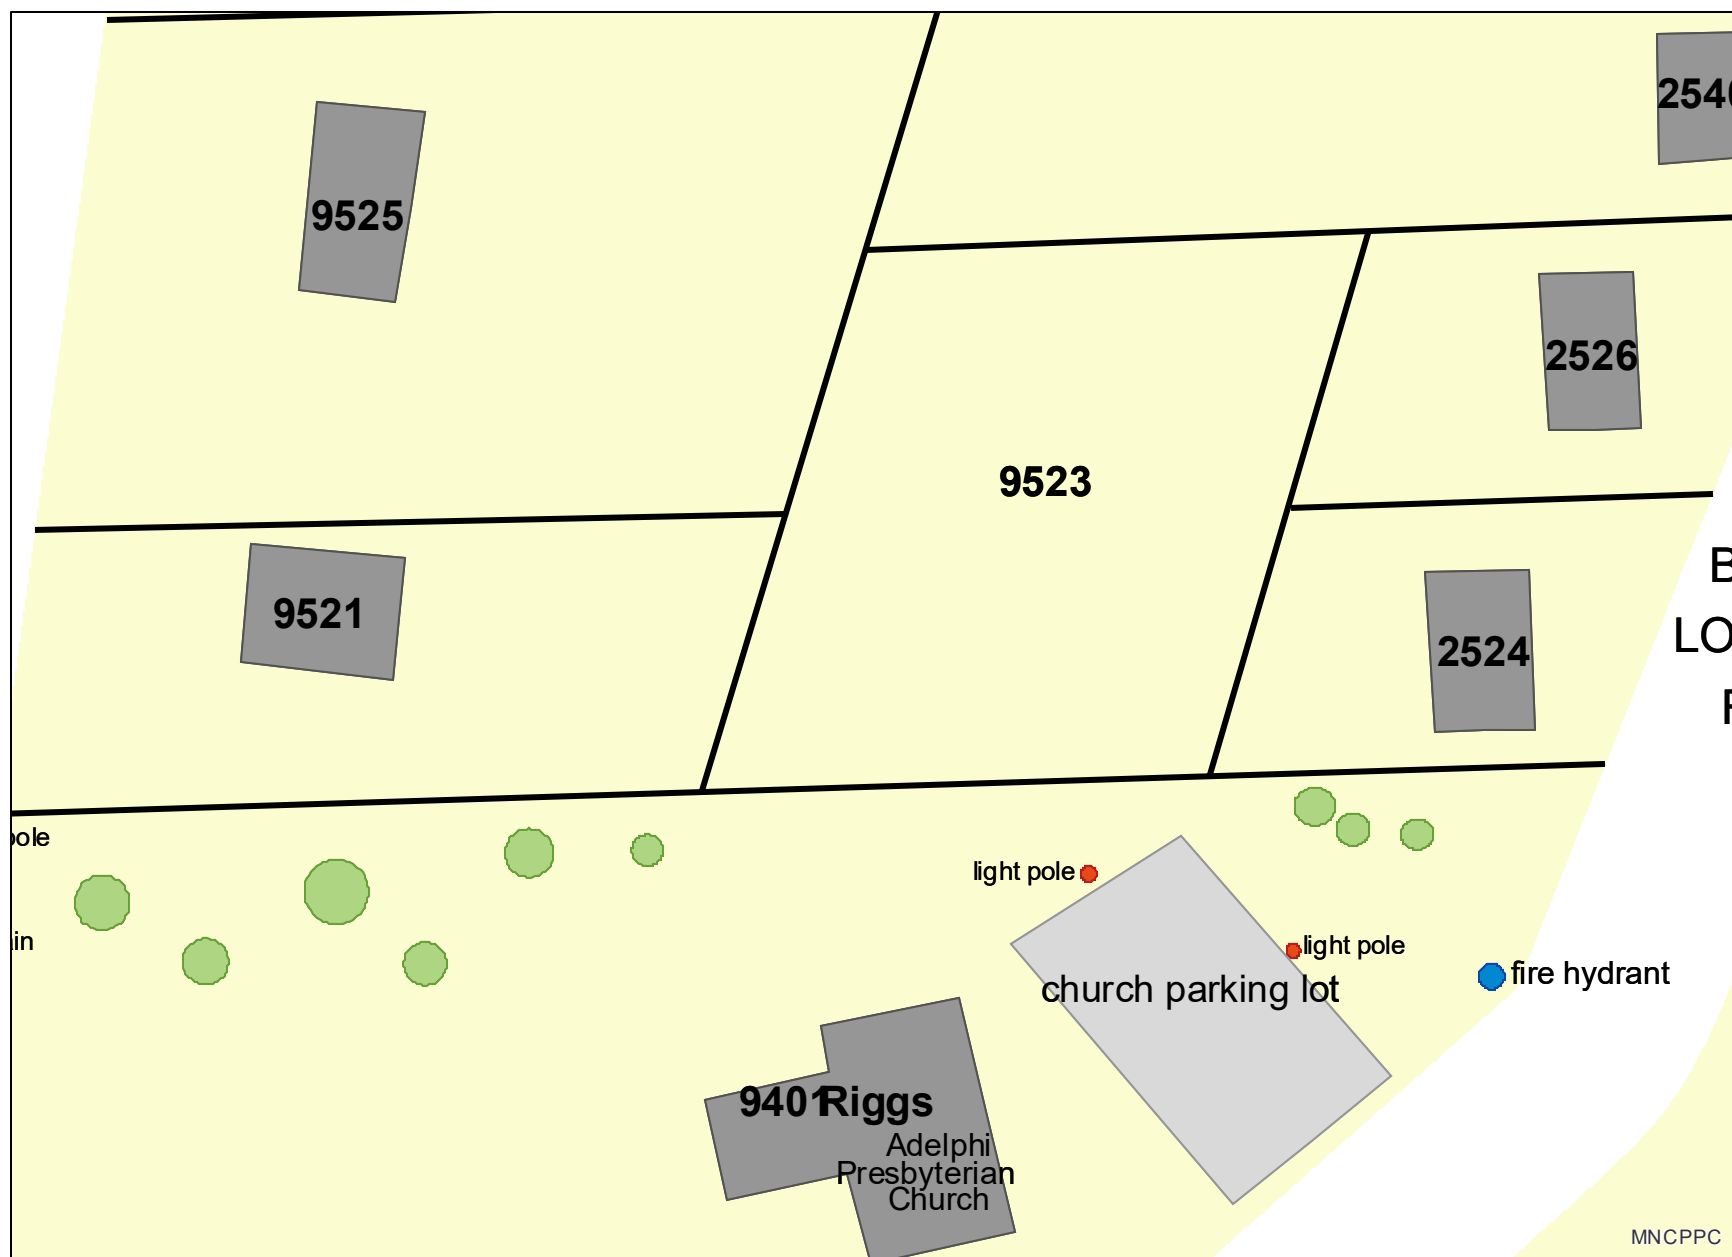 2540
9525
2526
9523
9521
2524
B
LO
pole
light pole
in
light pole
church parking lot
fire hydrant
9401 Riggs
Adelphi
Presbyterian
Church
MNCPPC